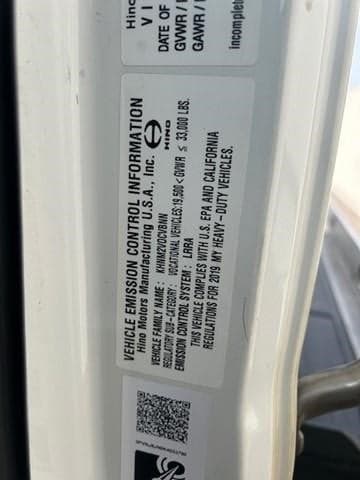 Hino
V I
DATE OF
GVWR /
GAWR /
incomplet
VEHICLE EMISSION CONTROL INFORMATION
Hino Motors Manufacturing U.S.A., Inc.
HINO
VEHICLE FAMILY NAME : KHNM2VOCVBNN
REGULATORY SUB-CATEGORY : VOCATIONAL VEHICLES:19,500<GVWR ≤ 33,000 LBS.
EMISSION CONTROL SYSTEM : LRRA
THIS VEHICLE COMPLIES WITH U.S. EPA AND CALIFORNIA
REGULATIONS FOR 2019 MY HEAVY-DUTY VEHICLES.